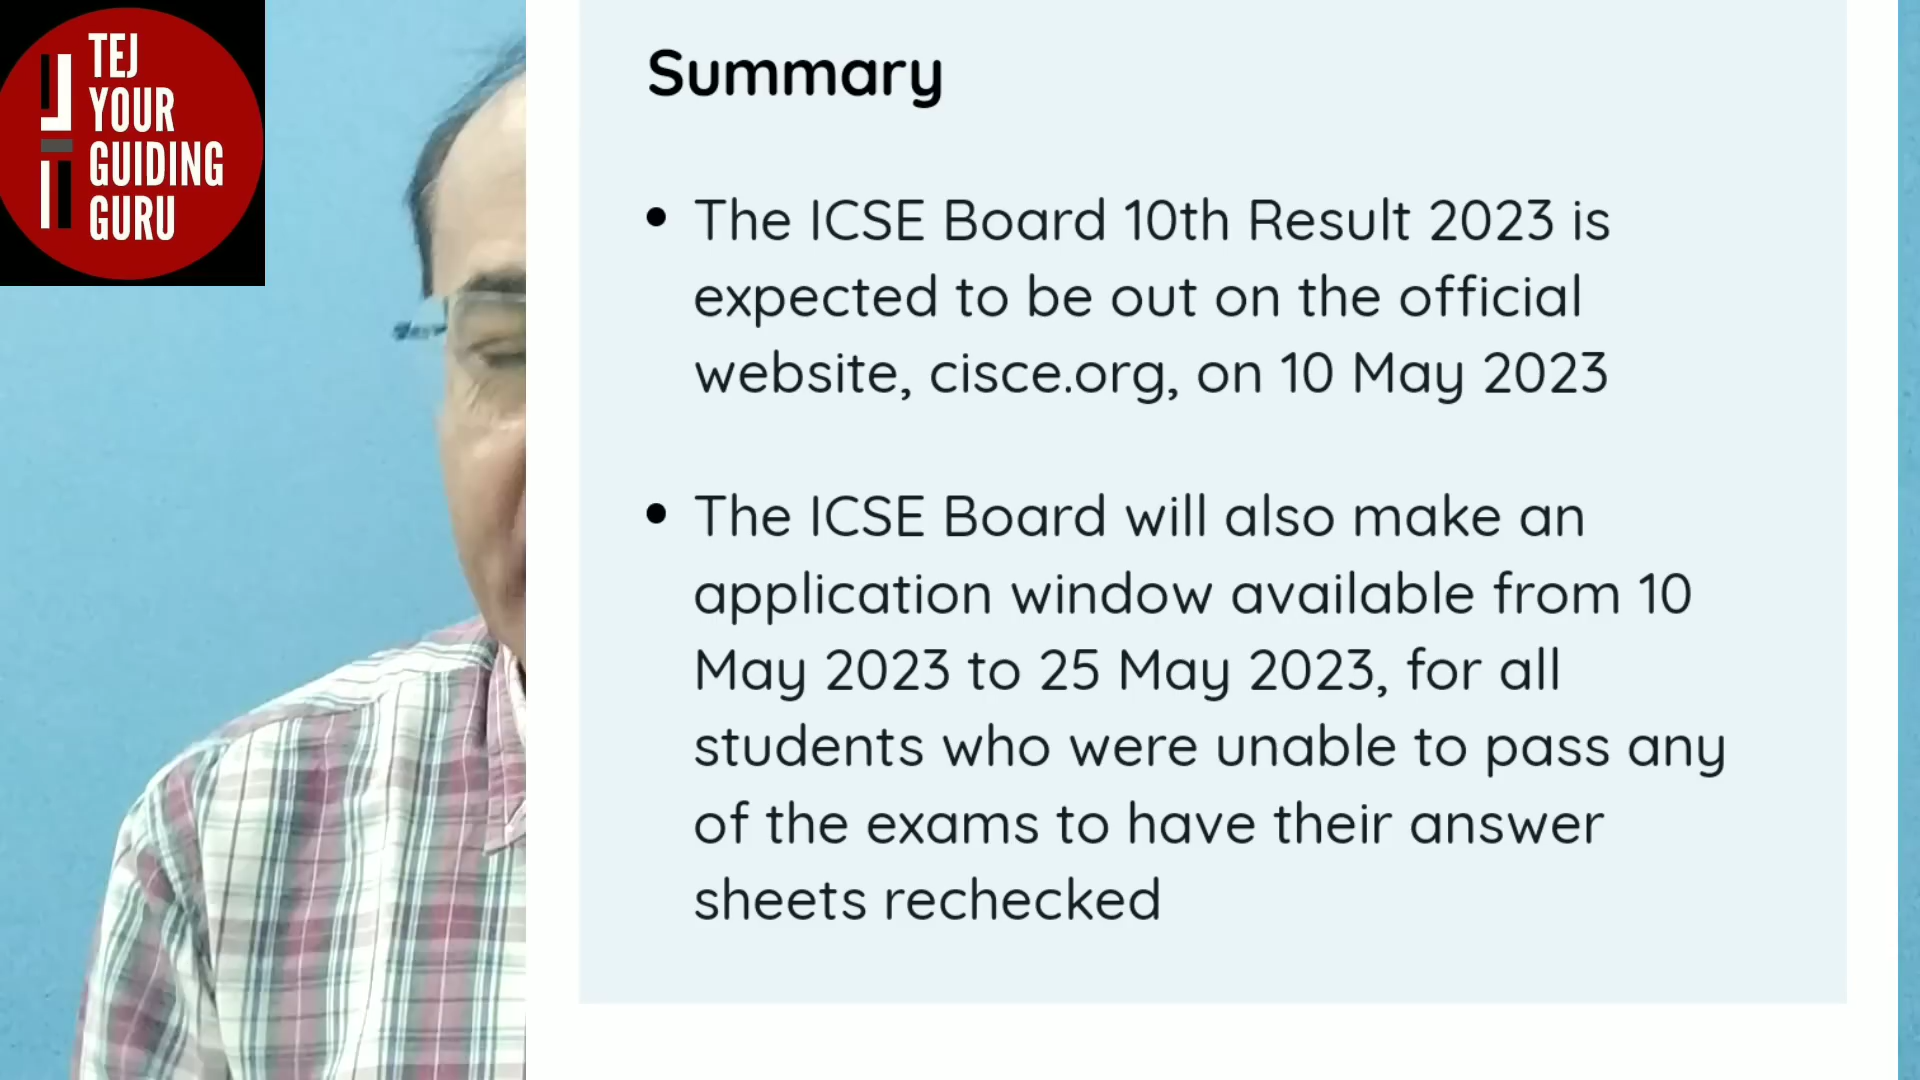 TEJ
YOUR
GUIDING
GURU
Summary
• The ICSE Board 10th Result 2023 is
expected to be out on the official
website, cisce.org, on 10 May 2023
• The ICSE Board will also make an
application window available from 10
May 2023 to 25 May 2023, for all
students who were unable to pass any
of the exams to have their answer
sheets rechecked